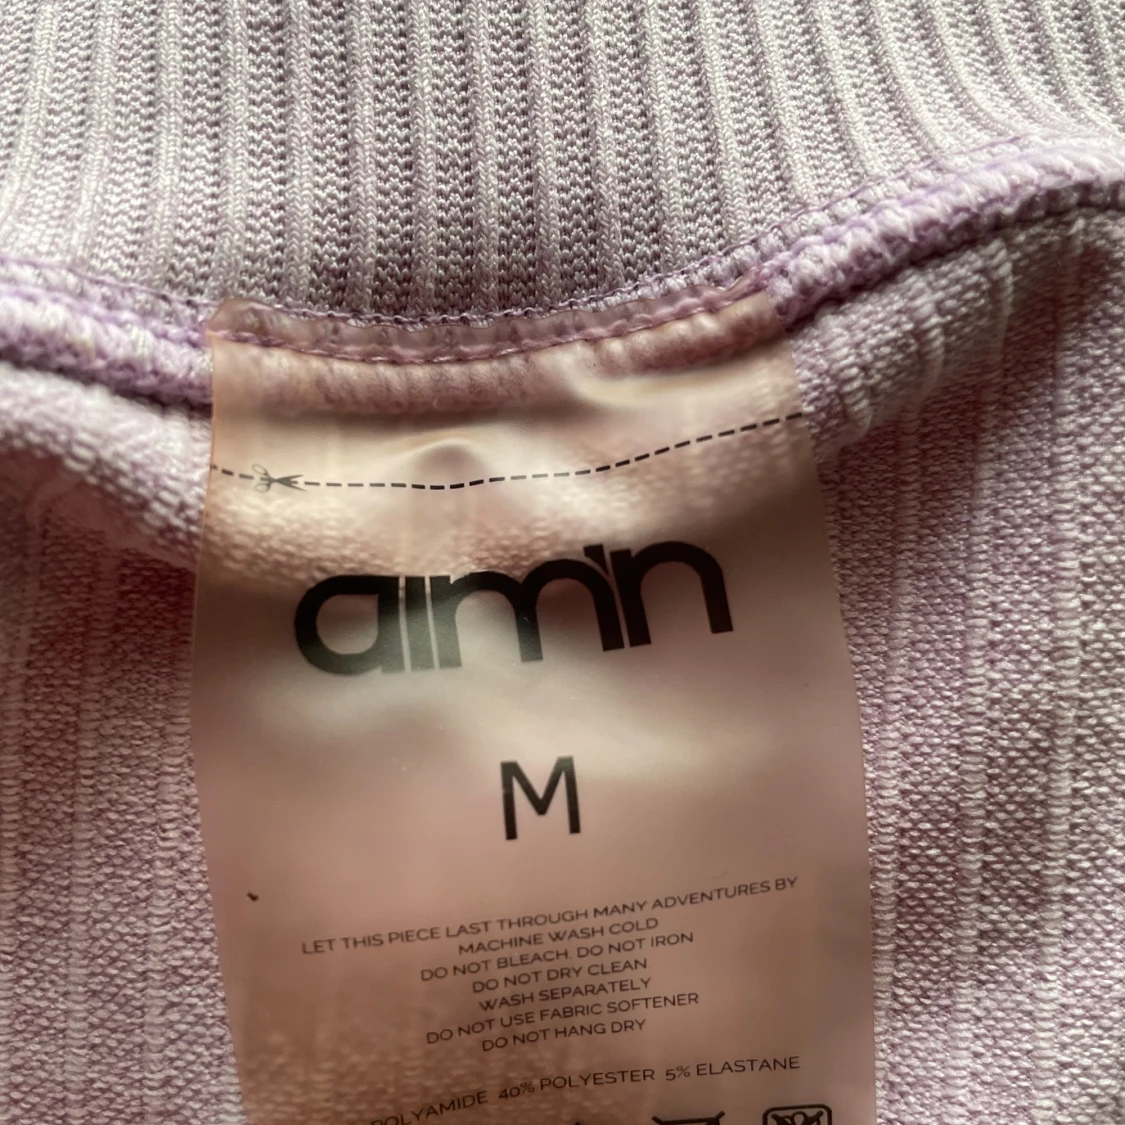 aim'n
M
LET THIS PIECE LAST THROUGH MANY ADVENTURES BY
MACHINE WASH COLD
DO NOT BLEACH. DO NOT IRON
DO NOT DRY CLEAN
WASH SEPARATELY
DO NOT USE FABRIC SOFTENER
DO NOT HANG DRY
POLYAMIDE 40% POLYESTER 5% ELASTANE